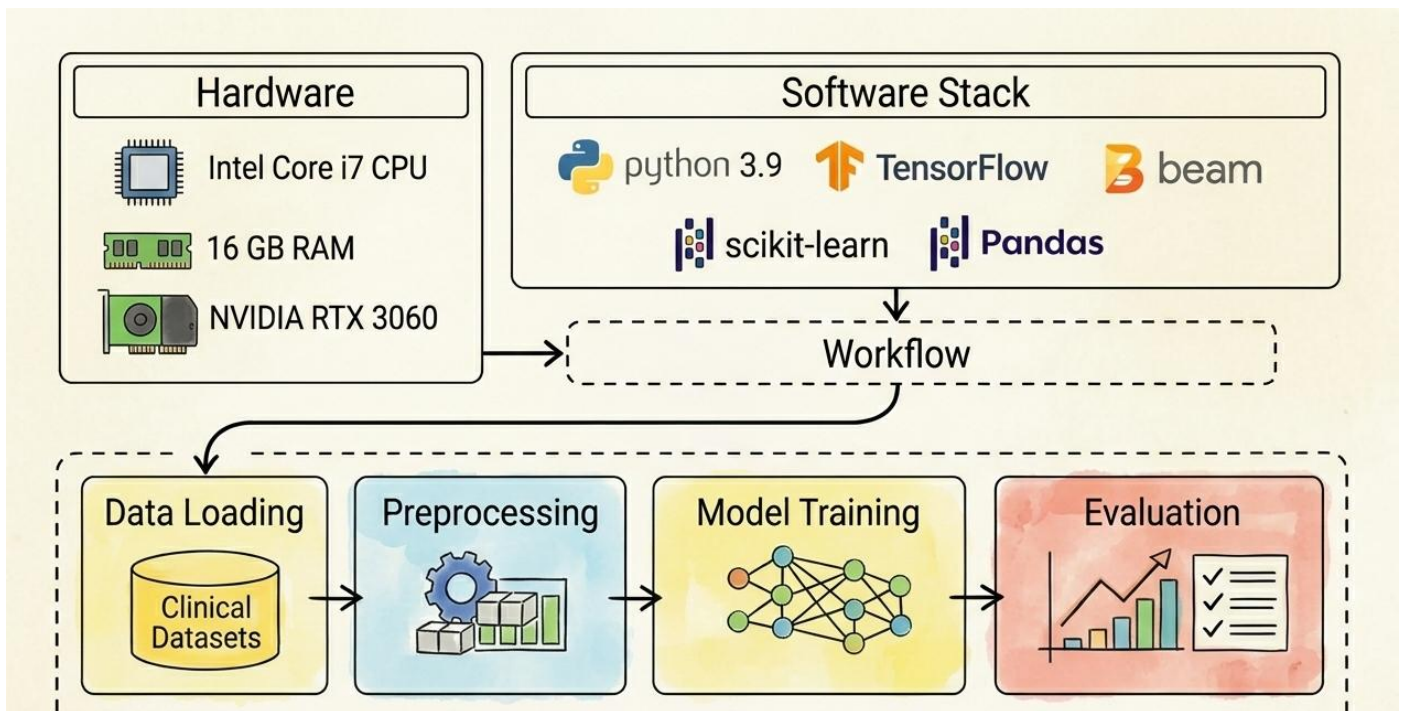 Hardware
Intel Core i7 CPU
16 GB RAM
NVIDIA RTX 3060
Software Stack
python 3.9
TensorFlow
beam
scikit-learn
Pandas
Workflow
Data Loading
Clinical
Datasets
Preprocessing
Model Training
Evaluation